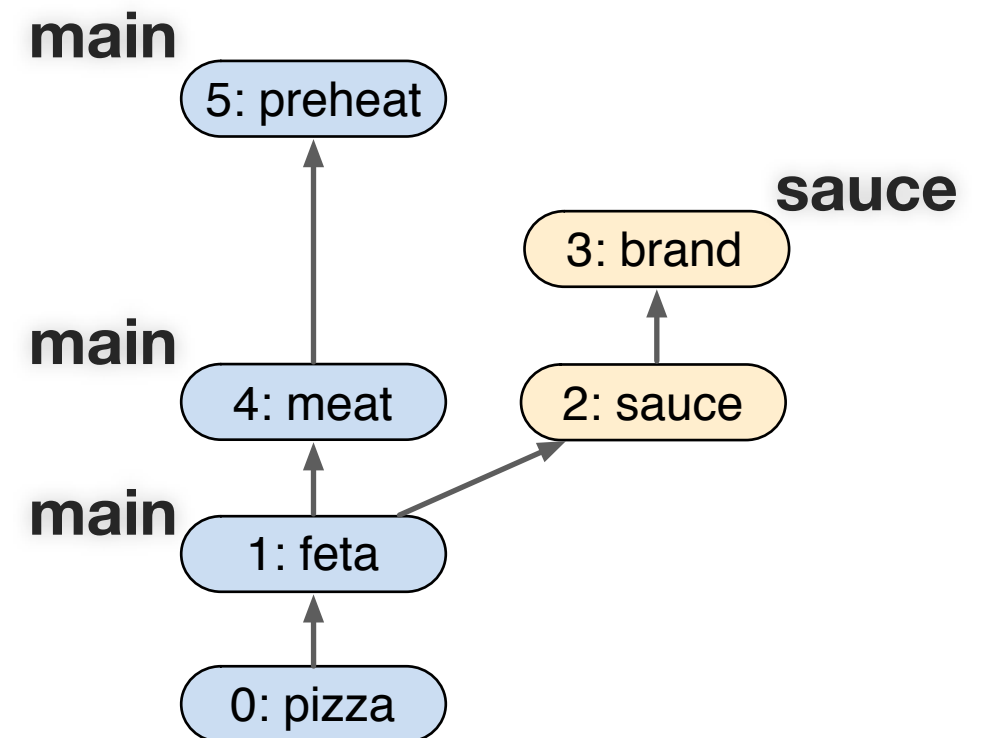 main
5: preheat
sauce
3: brand
main
4: meat
2: sauce
main
1: feta
0: pizza